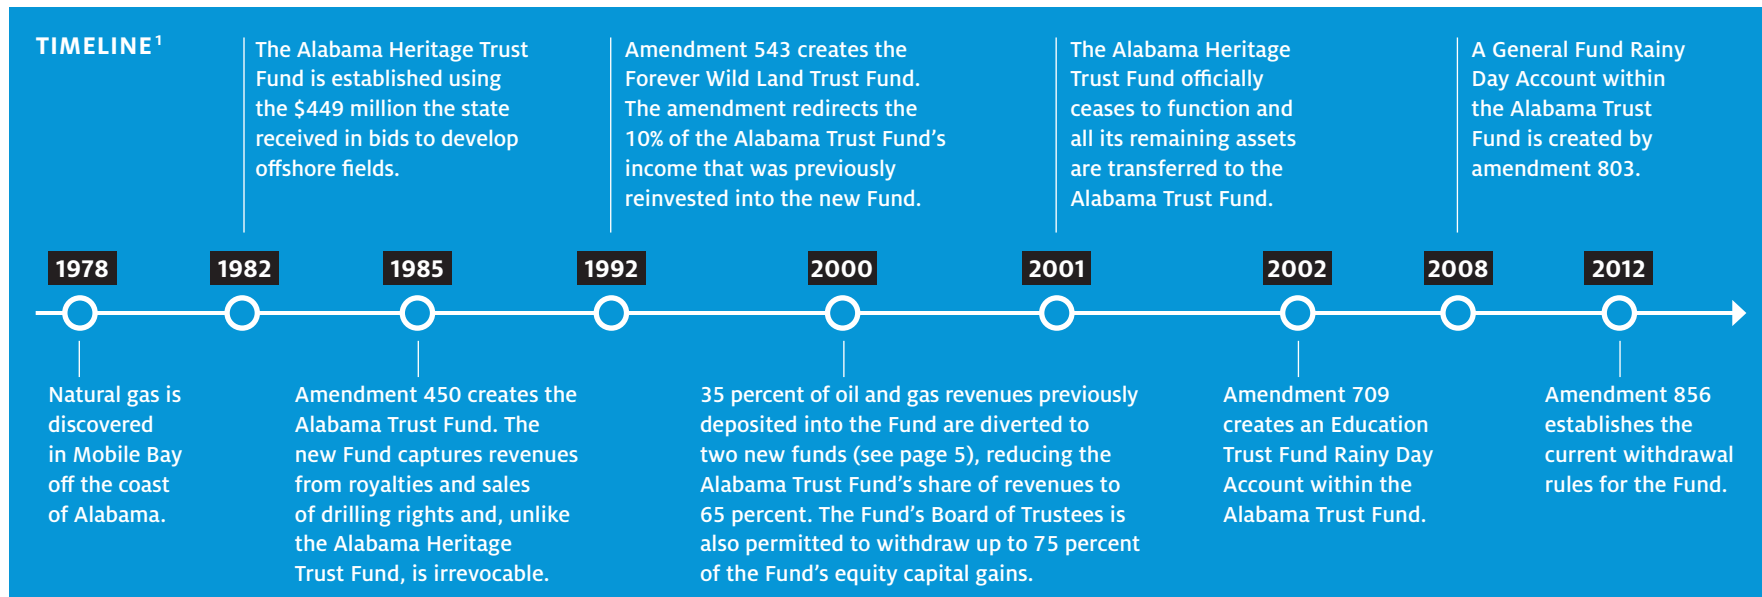 TIMELINE¹
The Alabama Heritage Trust
Fund is established using
the $449 million the state
received in bids to develop
offshore fields.
Amendment 543 creates the
Forever Wild Land Trust Fund.
The amendment redirects the
10% of the Alabama Trust Fund’s
income that was previously
reinvested into the new Fund.
The Alabama Heritage
Trust Fund officially
ceases to function and
all its remaining assets
are transferred to the
Alabama Trust Fund.
A General Fund Rainy
Day Account within
the Alabama Trust
Fund is created by
amendment 803.
1978
1982
1985
1992
2000
2001
2002
2008
2012
Natural gas is
discovered
in Mobile Bay
off the coast
of Alabama.
Amendment 450 creates the
Alabama Trust Fund. The
new Fund captures revenues
from royalties and sales
of drilling rights and, unlike
the Alabama Heritage
Trust Fund, is irrevocable.
35 percent of oil and gas revenues previously
deposited into the Fund are diverted to
two new funds (see page 5), reducing the
Alabama Trust Fund’s share of revenues to
65 percent. The Fund’s Board of Trustees is
also permitted to withdraw up to 75 percent
of the Fund’s equity capital gains.
Amendment 709
creates an Education
Trust Fund Rainy Day
Account within the
Alabama Trust Fund.
Amendment 856
establishes the
current withdrawal
rules for the Fund.